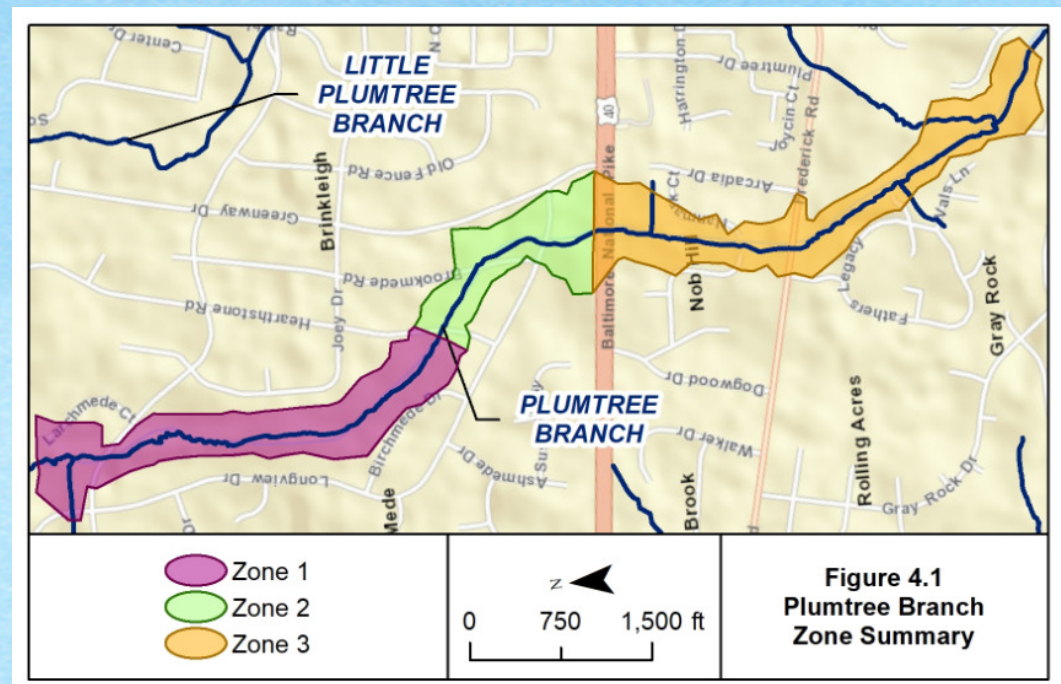 Center Dr
N C
Harrington D
Plumtree Dr
Joycin Ct
Frederick Rd
LITTLE
PLUMTREE
BRANCH
40
Old Fence Rd
Greenway Dr
Brinkleigh
Arcadia Dr
Vals Ln
Brookmede Rd
Hearthstone Rd
Joey Dr
Baltimore National Pike
Nob Hill
Legacy
Fathers
Gray Rock
Larchmede Ct
Birchmede Dr
PLUMTREE
BRANCH
Dogwood Dr
Walker Dr
Ashmede Dr
Longview Dr
Mede
Brook
Rolling Acres
Gray Rock Dr
Zone 1
Zone 2
Zone 3
N
0 750 1,500 ft
Figure 4.1
Plumtree Branch
Zone Summary